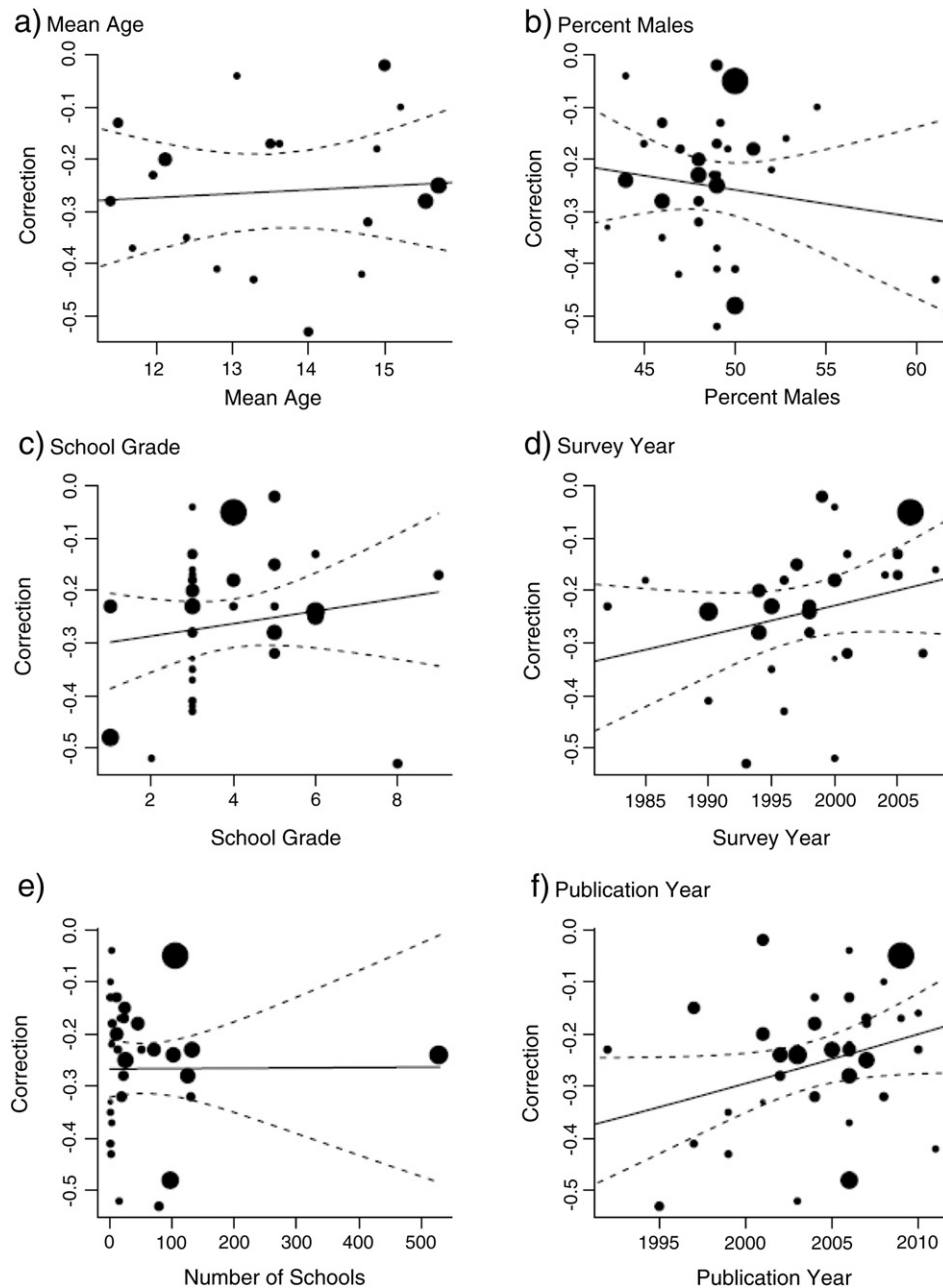 a) Mean Age
0.0
-0.1
-0.2
-0.3
-0.4
-0.5
Correction
12 13 14 15
Mean Age
b) Percent Males
0.0
-0.1
-0.2
-0.3
-0.4
-0.5
Correction
45 50 55 60
Percent Males
c) School Grade
0.0
-0.1
-0.2
-0.3
-0.4
-0.5
Correction
2 4 6 8
School Grade
d) Survey Year
0.0
-0.1
-0.2
-0.3
-0.4
-0.5
Correction
1985 1990 1995 2000 2005
Survey Year
e)
0.0
-0.1
-0.2
-0.3
-0.4
-0.5
Correction
0 100 200 300 400 500
Number of Schools
f) Publication Year
0.0
-0.1
-0.2
-0.3
-0.4
-0.5
Correction
1995 2000 2005 2010
Publication Year